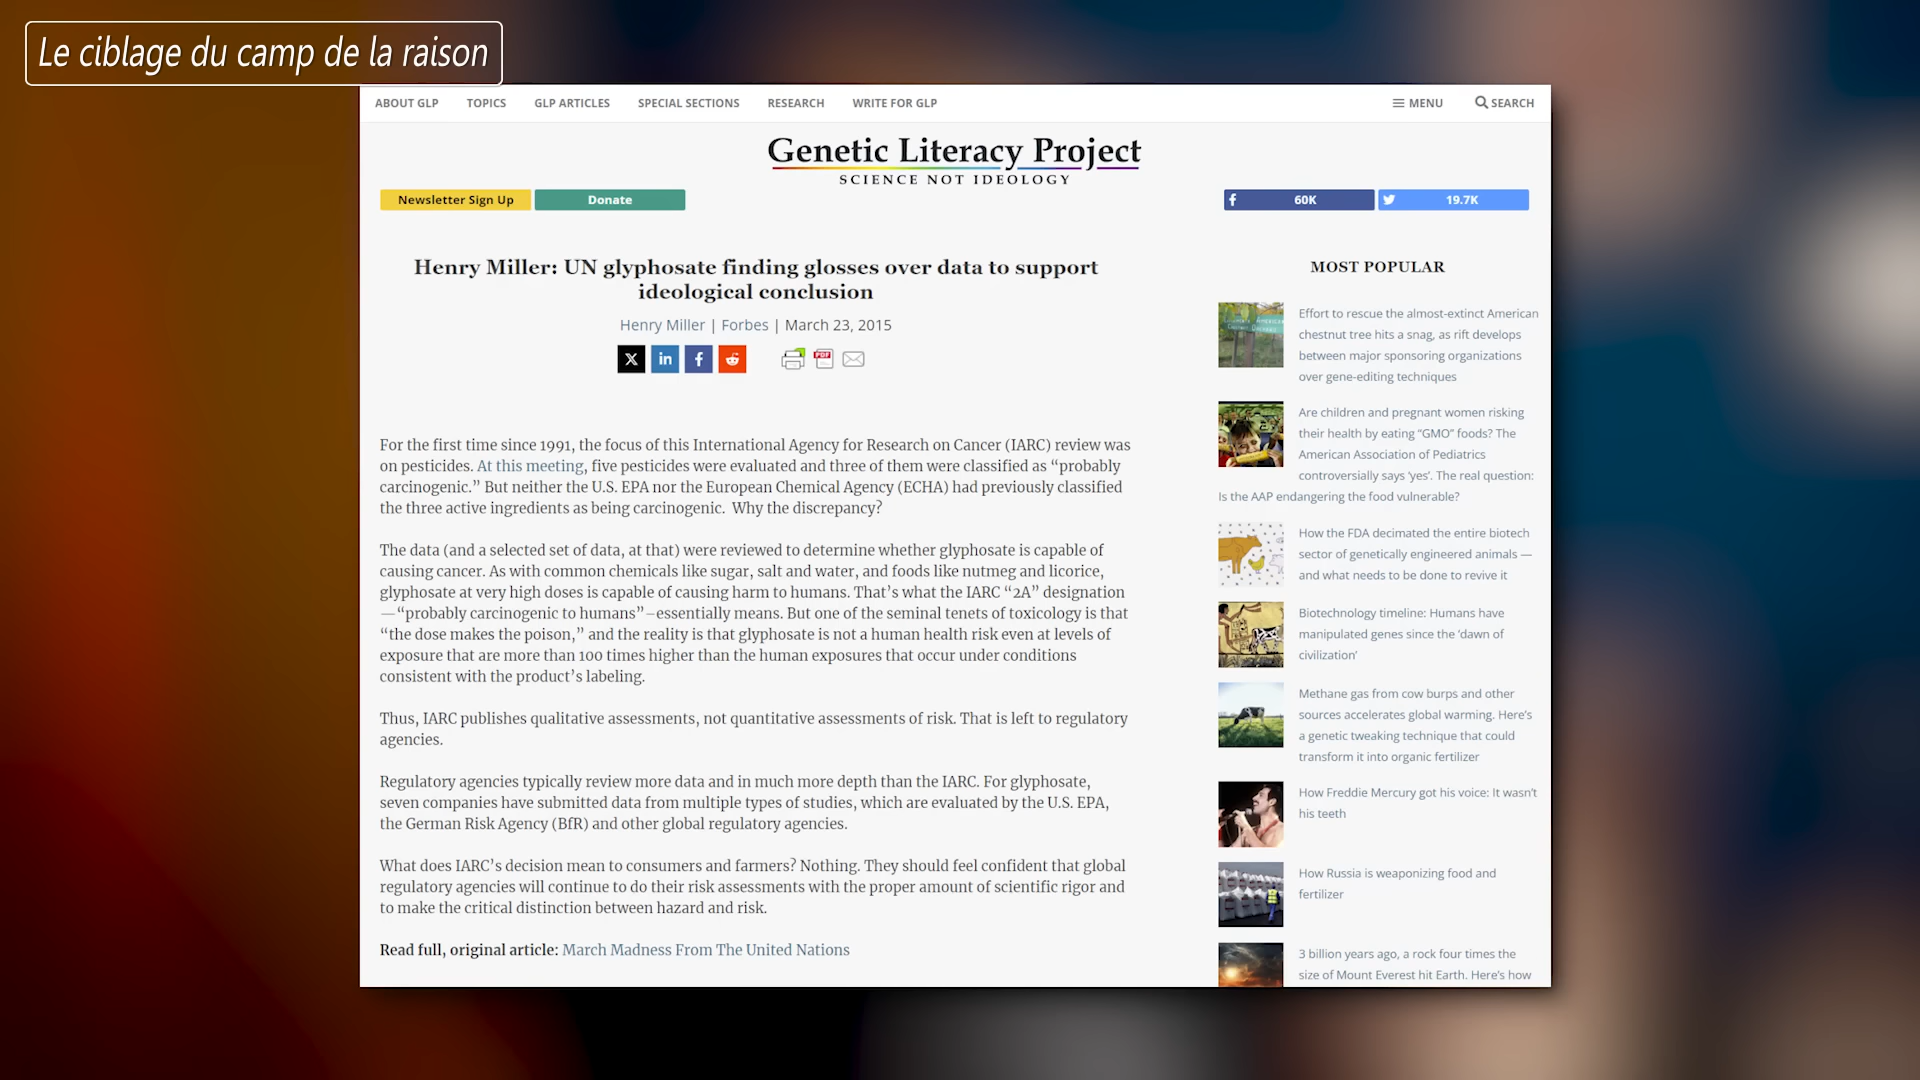 Le ciblage du camp de la raison
ABOUT GLP TOPICS GLP ARTICLES SPECIAL SECTIONS RESEARCH WRITE FOR GLP MENU SEARCH
Genetic Literacy Project
SCIENCE NOT IDEOLOGY
Newsletter Sign Up Donate 60K 19.7K
Henry Miller: UN glyphosate finding glosses over data to support
ideological conclusion
Henry Miller | Forbes | March 23, 2015
For the first time since 1991, the focus of this International Agency for Research on Cancer (IARC) review was
on pesticides. At this meeting, five pesticides were evaluated and three of them were classified as “probably
carcinogenic.” But neither the U.S. EPA nor the European Chemical Agency (ECHA) had previously classified
the three active ingredients as being carcinogenic. Why the discrepancy?
The data (and a selected set of data, at that) were reviewed to determine whether glyphosate is capable of
causing cancer. As with common chemicals like sugar, salt and water, and foods like nutmeg and licorice,
glyphosate at very high doses is capable of causing harm to humans. That’s what the IARC “2A” designation
—“probably carcinogenic to humans”–essentially means. But one of the seminal tenets of toxicology is that
“the dose makes the poison,” and the reality is that glyphosate is not a human health risk even at levels of
exposure that are more than 100 times higher than the human exposures that occur under conditions
consistent with the product’s labeling.
Thus, IARC publishes qualitative assessments, not quantitative assessments of risk. That is left to regulatory
agencies.
Regulatory agencies typically review more data and in much more depth than the IARC. For glyphosate,
seven companies have submitted data from multiple types of studies, which are evaluated by the U.S. EPA,
the German Risk Agency (BfR) and other global regulatory agencies.
What does IARC’s decision mean to consumers and farmers? Nothing. They should feel confident that global
regulatory agencies will continue to do their risk assessments with the proper amount of scientific rigor and
to make the critical distinction between hazard and risk.
Read full, original article: March Madness From The United Nations
MOST POPULAR
Effort to rescue the almost-extinct American
chestnut tree hits a snag, as rift develops
between major sponsoring organizations
over gene-editing techniques
Are children and pregnant women risking
their health by eating “GMO” foods? The
American Association of Pediatrics
controversially says ‘yes’. The real question:
Is the AAP endangering the food vulnerable?
How the FDA decimated the entire biotech
sector of genetically engineered animals —
and what needs to be done to revive it
Biotechnology timeline: Humans have
manipulated genes since the ‘dawn of
civilization’
Methane gas from cow burps and other
sources accelerates global warming. Here’s
a genetic tweaking technique that could
transform it into organic fertilizer
How Freddie Mercury got his voice: It wasn’t
his teeth
How Russia is weaponizing food and
fertilizer
3 billion years ago, a rock four times the
size of Mount Everest hit Earth. Here’s how